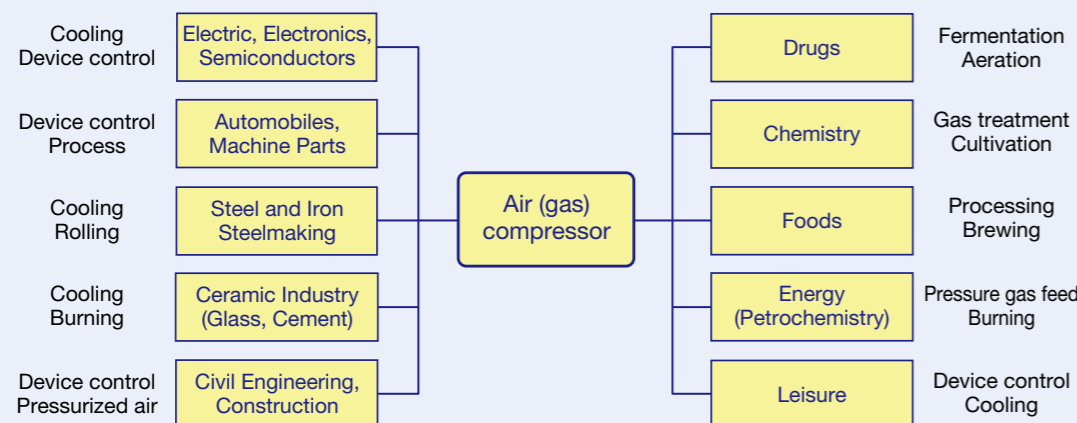 Cooling
Device control
Electric, Electronics,
Semiconductors
Device control
Process
Automobiles,
Machine Parts
Cooling
Rolling
Steel and Iron
Steelmaking
Cooling
Burning
Ceramic Industry
(Glass, Cement)
Device control
Pressurized air
Civil Engineering,
Construction
Air (gas)
compressor
Drugs
Fermentation
Aeration
Chemistry
Gas treatment
Cultivation
Foods
Processing
Brewing
Energy
(Petrochemistry)
Pressure gas feed
Burning
Leisure
Device control
Cooling